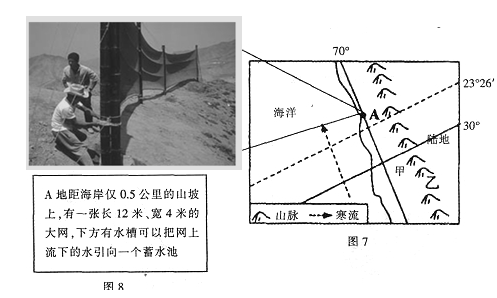 A 地距海岸仅 0.5 公里的山坡
上,有一张长 12 米、宽 4 米的
大网,下方有水槽可以把网上
流下的水引向一个蓄水池
图 8
70°
23°26′
30°
海洋
A
陆地
甲
乙
山脉
寒流
图 7